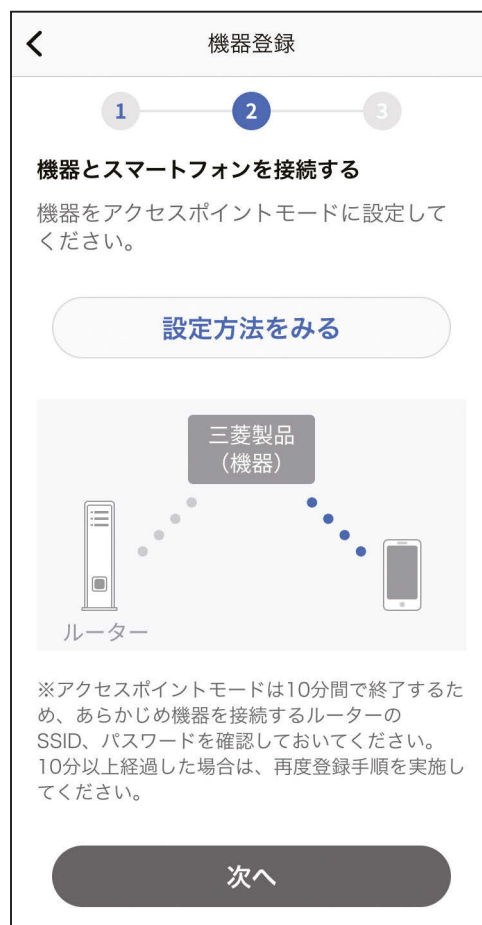 機器登録
1 2 3
機器とスマートフォンを接続する
機器をアクセスポイントモードに設定して
ください。
設定方法をみる
三菱製品
（機器）
ルーター
※アクセスポイントモードは10分間で終了するた
め、あらかじめ機器を接続するルーターの
SSID、パスワードを確認しておいてください。
10分以上経過した場合は、再度登録手順を実施し
てください。
次へ